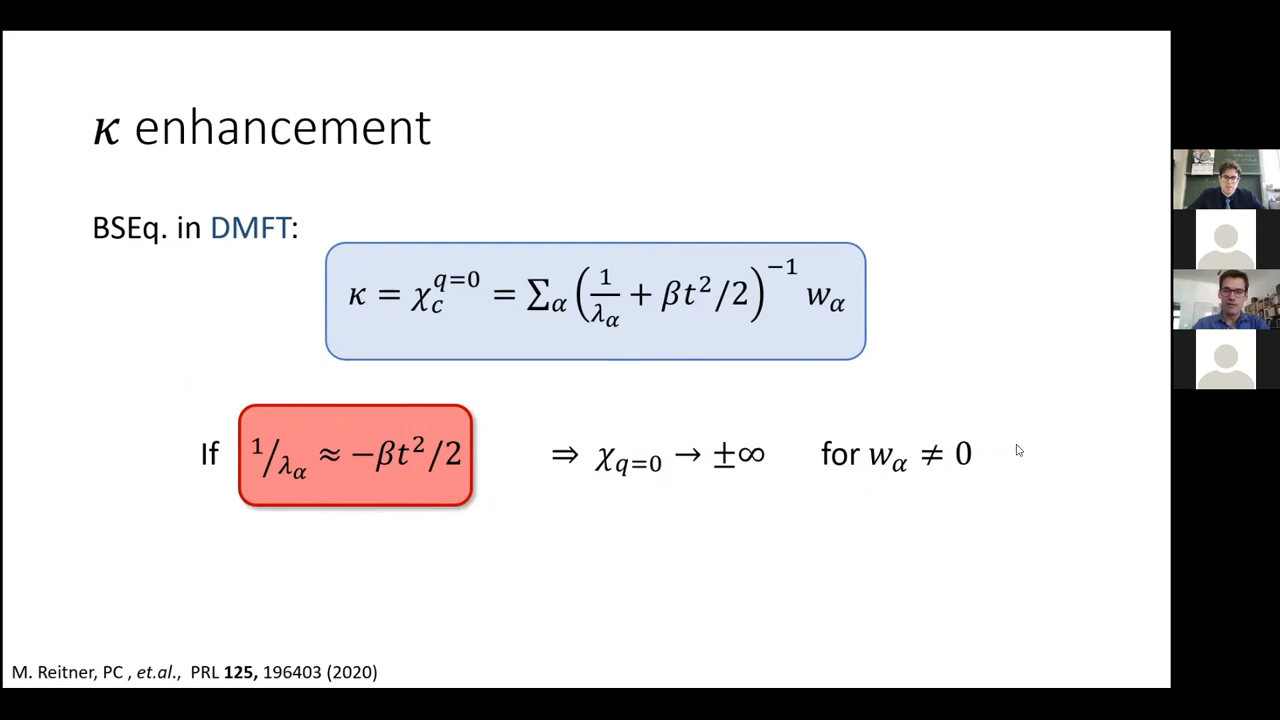 κ enhancement
BSEq. in DMFT:
κ = χ_c^{q=0} = ∑_α (1/λ_α + βt²/2)^{−1} w_α
If 1/λ_α ≈ −βt²/2 ⇒ χ_{q=0} → ±∞ for w_α ≠ 0
M. Reitner, PC , et.al., PRL 125, 196403 (2020)